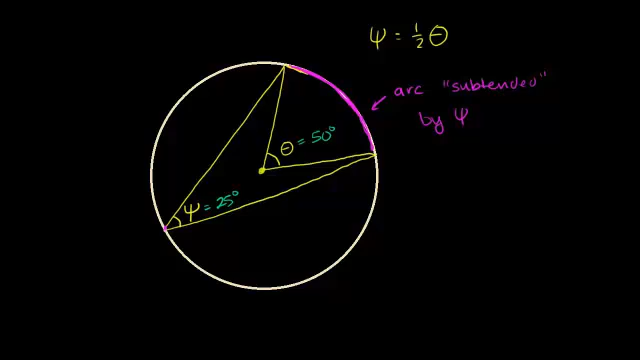 ψ = 1/2 θ
arc "subtended"
by ψ
θ = 50°
ψ = 25°